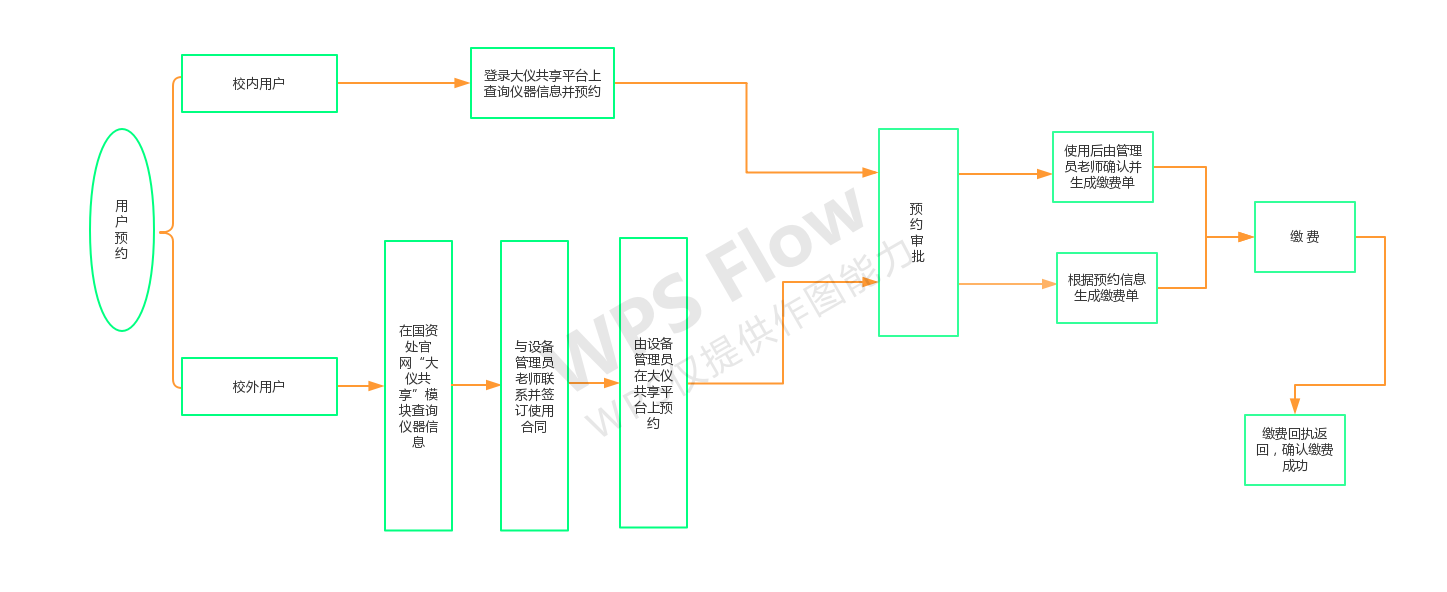 用
户
预
约
校内用户
登录大仪共享平台上
查询仪器信息并预约
校外用户
在国资
处官
网“大
仪共
享”模
块查询
仪器信
息
与设备
管理员
老师联
系并签
订使用
合同
由设备
管理员
在大仪
共享平
台上预
约
预
约
审
批
使用后由管理
员老师确认并
生成缴费单
根据预约信息
生成缴费单
缴 费
缴费回执返
回，确认缴费
成功
WPS Flow
WPS仅提供作图能力